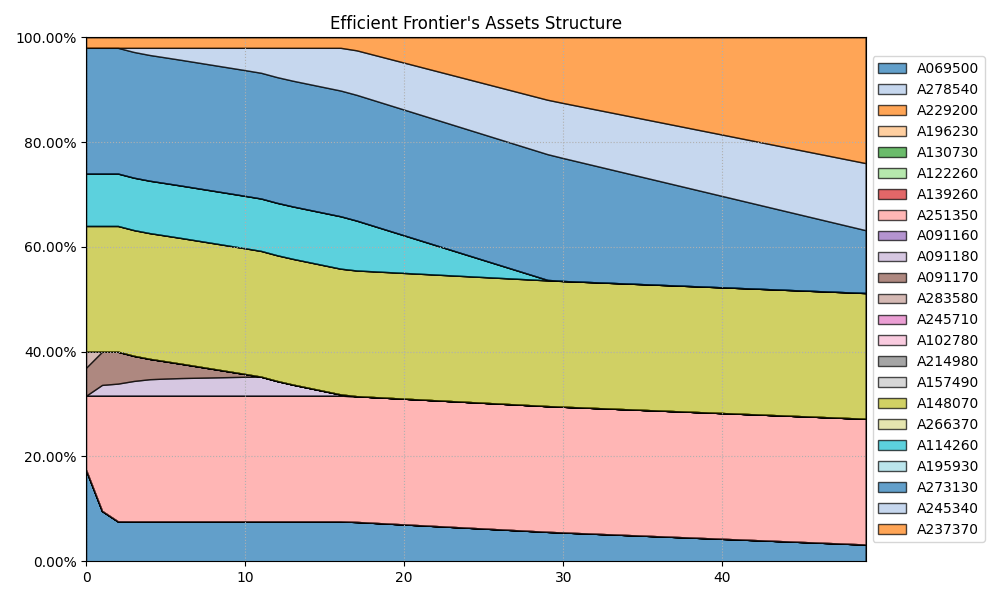 Efficient Frontier's Assets Structure
100.00%
80.00%
60.00%
40.00%
20.00%
0.00%
0
10
20
30
40
A069500
A278540
A229200
A196230
A130730
A122260
A139260
A251350
A091160
A091180
A091170
A283580
A245710
A102780
A214980
A157490
A148070
A266370
A114260
A195930
A273130
A245340
A237370